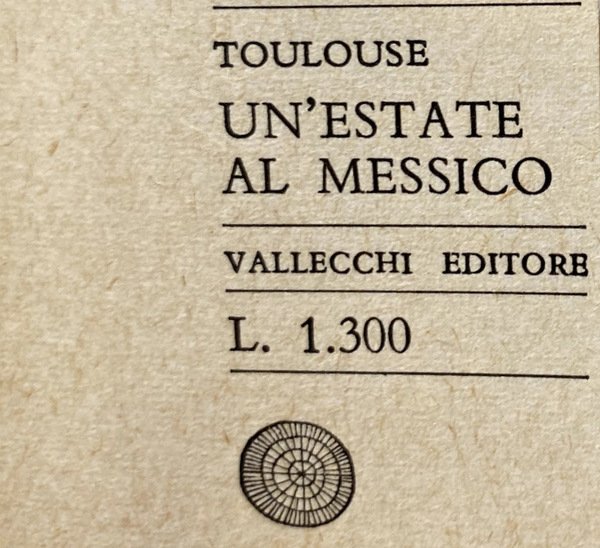 TOULOUSE
UN'ESTATE
AL MESSICO
VALLECCHI EDITORE
L. 1.300